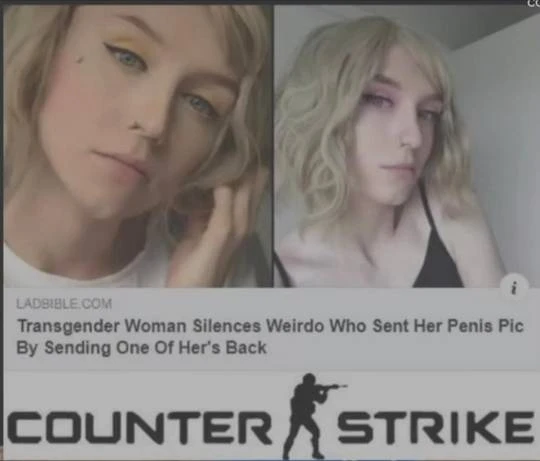 LADBIBLE.COM
Transgender Woman Silences Weirdo Who Sent Her Penis Pic
By Sending One Of Her's Back
COUNTER STRIKE